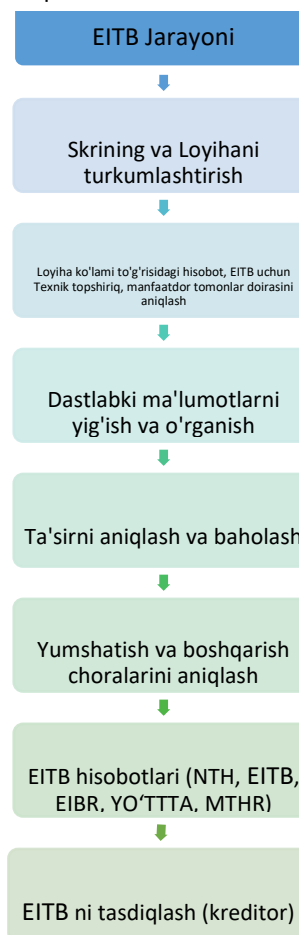 EITB Jarayoni
Skrining va Loyihani
turkumlashtirish
Loyiha ko'lami to'g'risidagi hisobot, EITB uchun
Texnik topshiriq, manfaatdor tomonlar doirasini
aniqlash
Dastlabki ma'lumotlarni
yig'ish va o'rganish
Ta'sirni aniqlash va baholash
Yumshatish va boshqarish
choralarini aniqlash
EITB hisobotlari (NTH, EITB,
EIBR, YO‘TTTA, MTHR)
EITB ni tasdiqlash (kreditor)